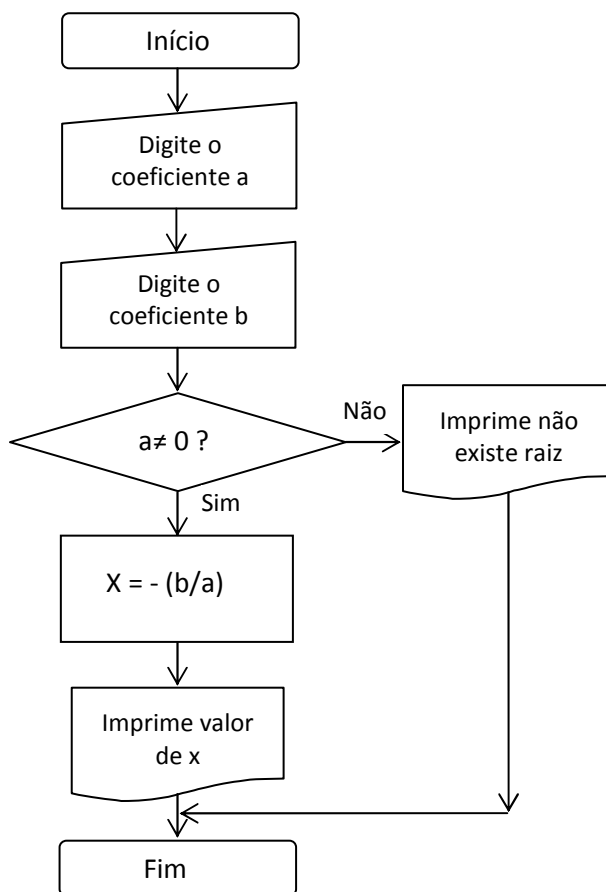 Início
Digite o
coeficiente a
Digite o
coeficiente b
a≠ 0 ?
Não
Imprime não
existe raiz
Sim
X = - (b/a)
Imprime valor
de x
Fim